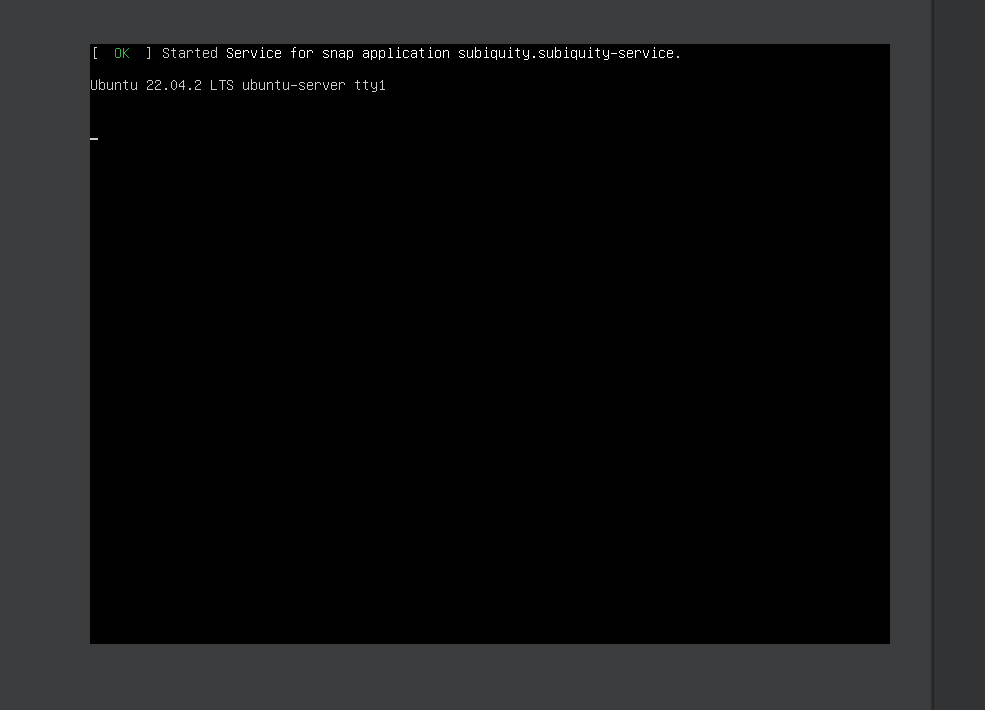 [  OK  ] Started Service for snap application subiquity.subiquity-service.
Ubuntu 22.04.2 LTS ubuntu-server tty1